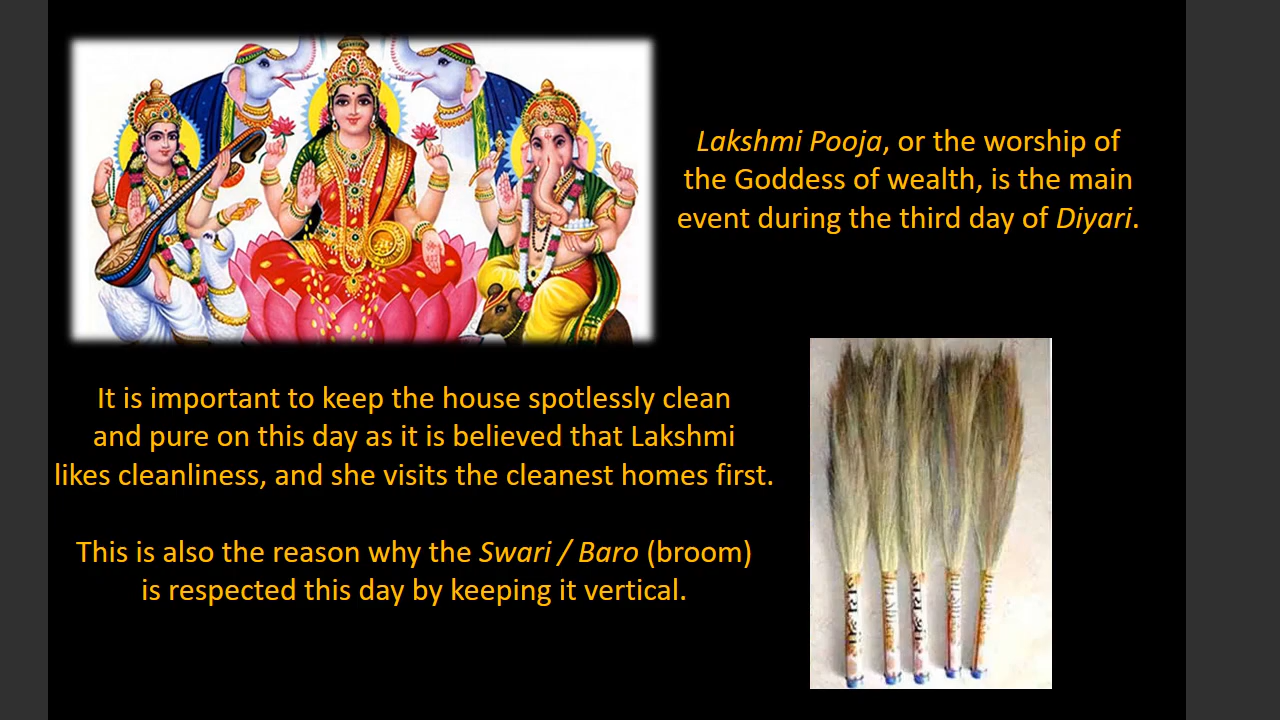 Lakshmi Pooja, or the worship of
the Goddess of wealth, is the main
event during the third day of Diyari.
It is important to keep the house spotlessly clean
and pure on this day as it is believed that Lakshmi
likes cleanliness, and she visits the cleanest homes first.
This is also the reason why the Swari / Baro (broom)
is respected this day by keeping it vertical.